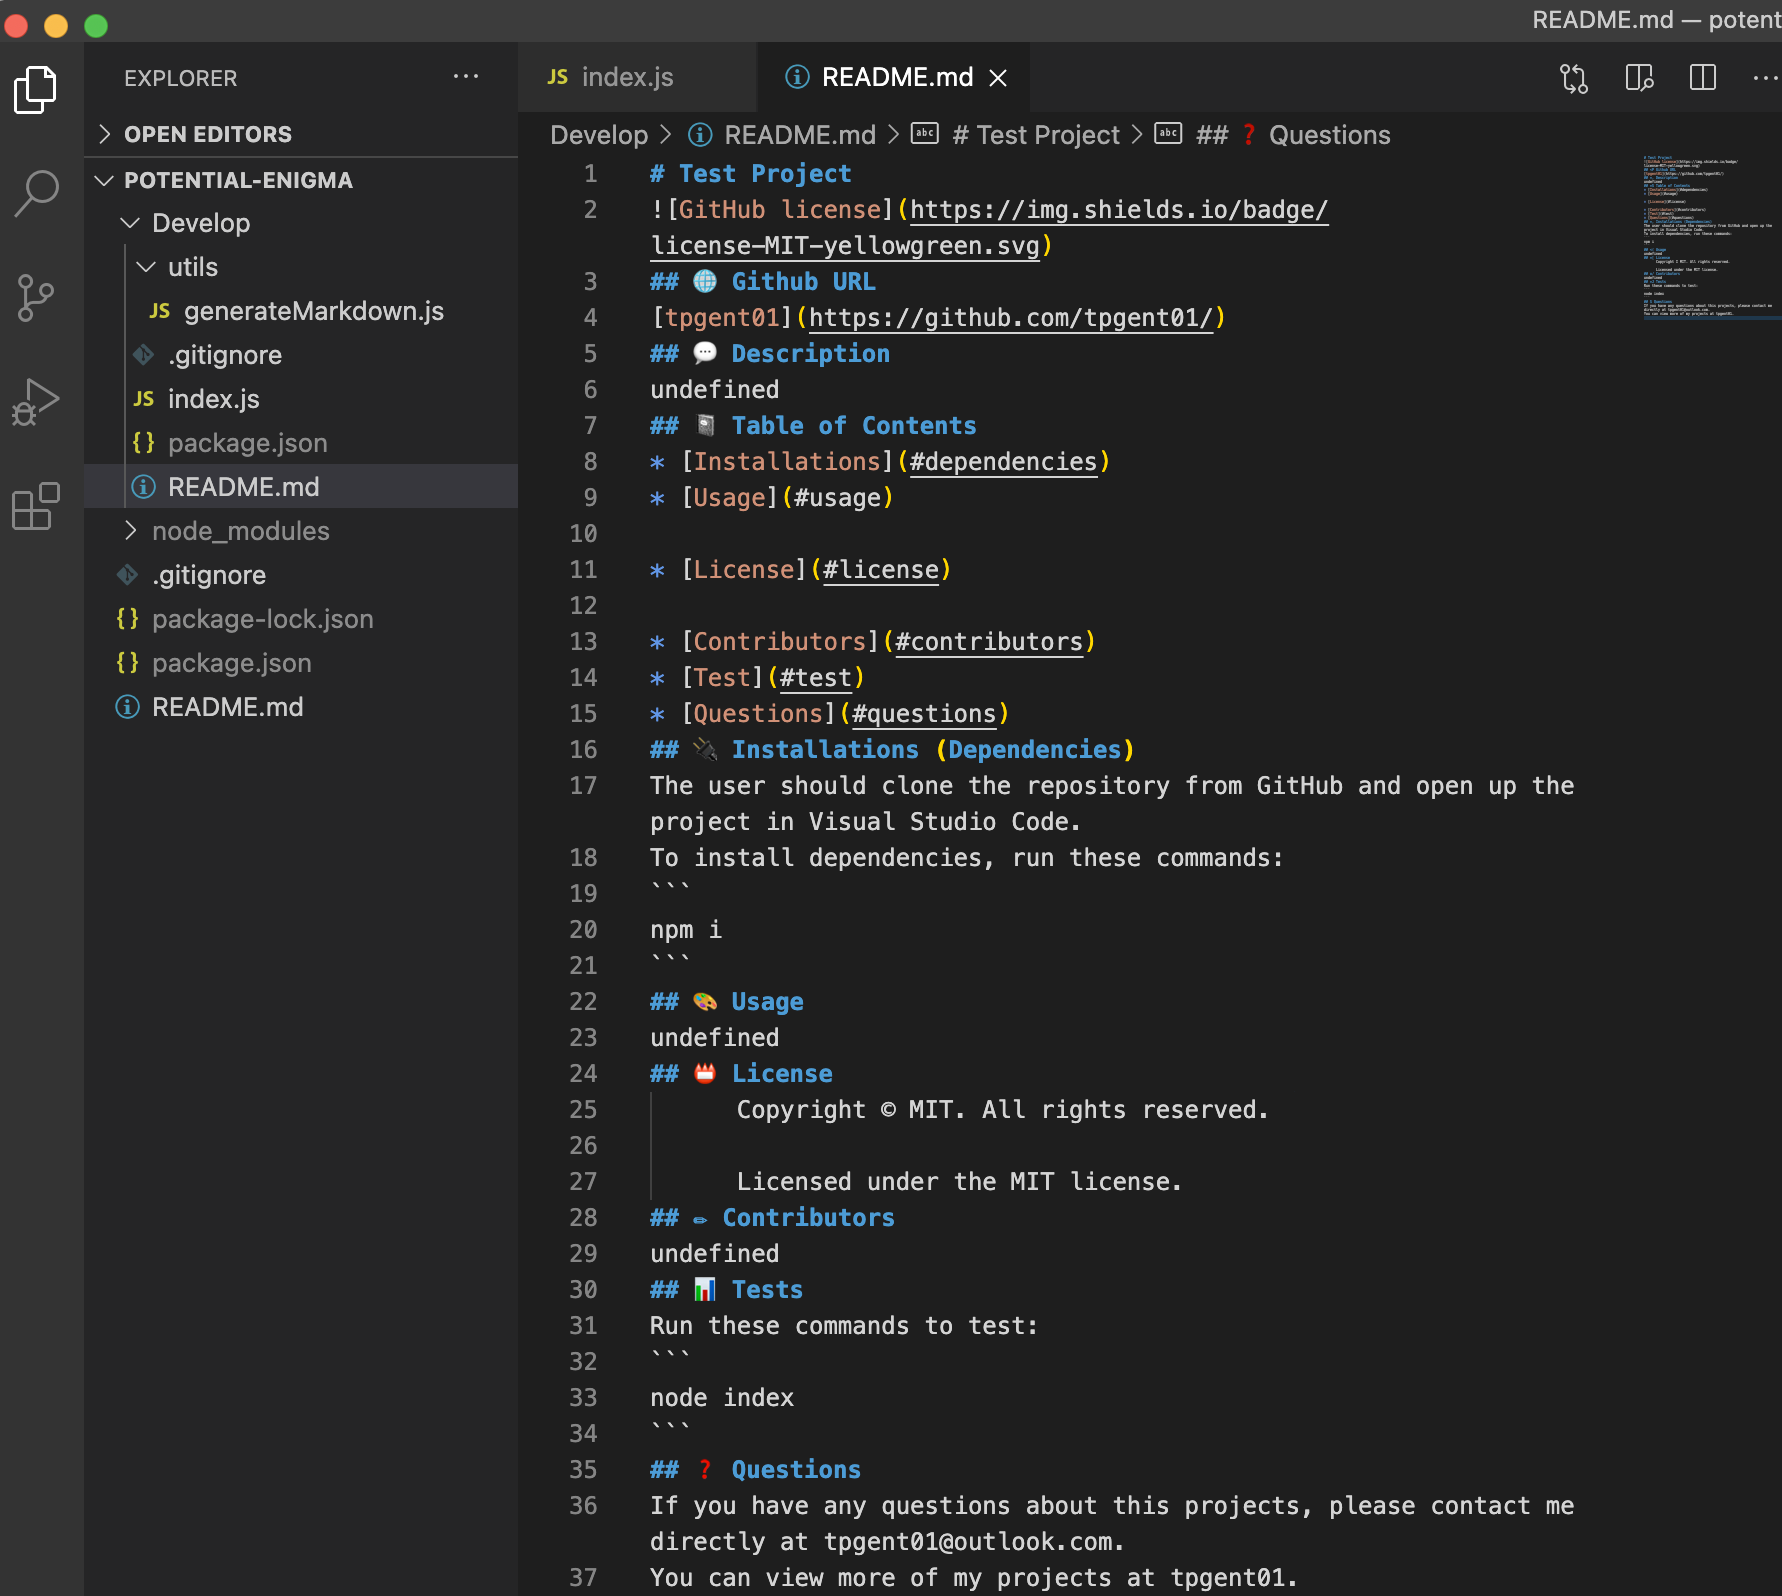 README.md — potent
EXPLORER
OPEN EDITORS
POTENTIAL-ENIGMA
Develop
utils
JS generateMarkdown.js
.gitignore
JS index.js
{} package.json
README.md
node_modules
.gitignore
{} package-lock.json
{} package.json
README.md
JS index.js
README.md
Develop > README.md > abc # Test Project > abc ## ❓ Questions
1 # Test Project
2 ![GitHub license](https://img.shields.io/badge/
license-MIT-yellowgreen.svg)
3 ## 🌐 Github URL
4 [tpgent01](https://github.com/tpgent01/)
5 ## 💬 Description
6 undefined
7 ## 📓 Table of Contents
8 * [Installations](#dependencies)
9 * [Usage](#usage)
10
11 * [License](#license)
12
13 * [Contributors](#contributors)
14 * [Test](#test)
15 * [Questions](#questions)
16 ## 🔌 Installations (Dependencies)
17 The user should clone the repository from GitHub and open up the
project in Visual Studio Code.
18 To install dependencies, run these commands:
19 ```
20 npm i
21 ```
22 ## 🎨 Usage
23 undefined
24 ## 📛 License
25 Copyright © MIT. All rights reserved.
26
27 Licensed under the MIT license.
28 ## ✏ Contributors
29 undefined
30 ## 📊 Tests
31 Run these commands to test:
32 ```
33 node index
34 ```
35 ## ❓ Questions
36 If you have any questions about this projects, please contact me
directly at tpgent01@outlook.com.
37 You can view more of my projects at tpgent01.